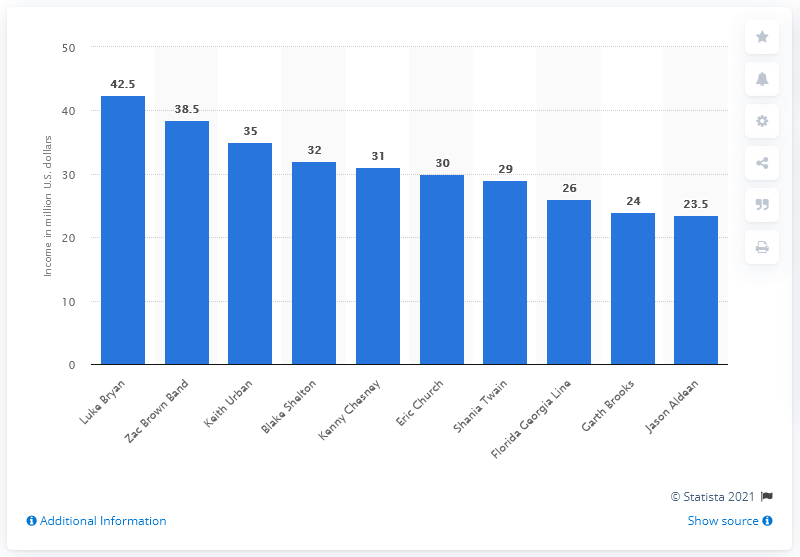 50
40
30
20
10
0
Income in million U.S. dollars
42.5
38.5
35
32
31
30
29
26
24
23.5
Luke Bryan
Zac Brown Band
Keith Urban
Blake Shelton
Kenny Chesney
Eric Church
Shania Twain
Florida Georgia Line
Garth Brooks
Jason Aldean
© Statista 2021
Additional Information
Show source